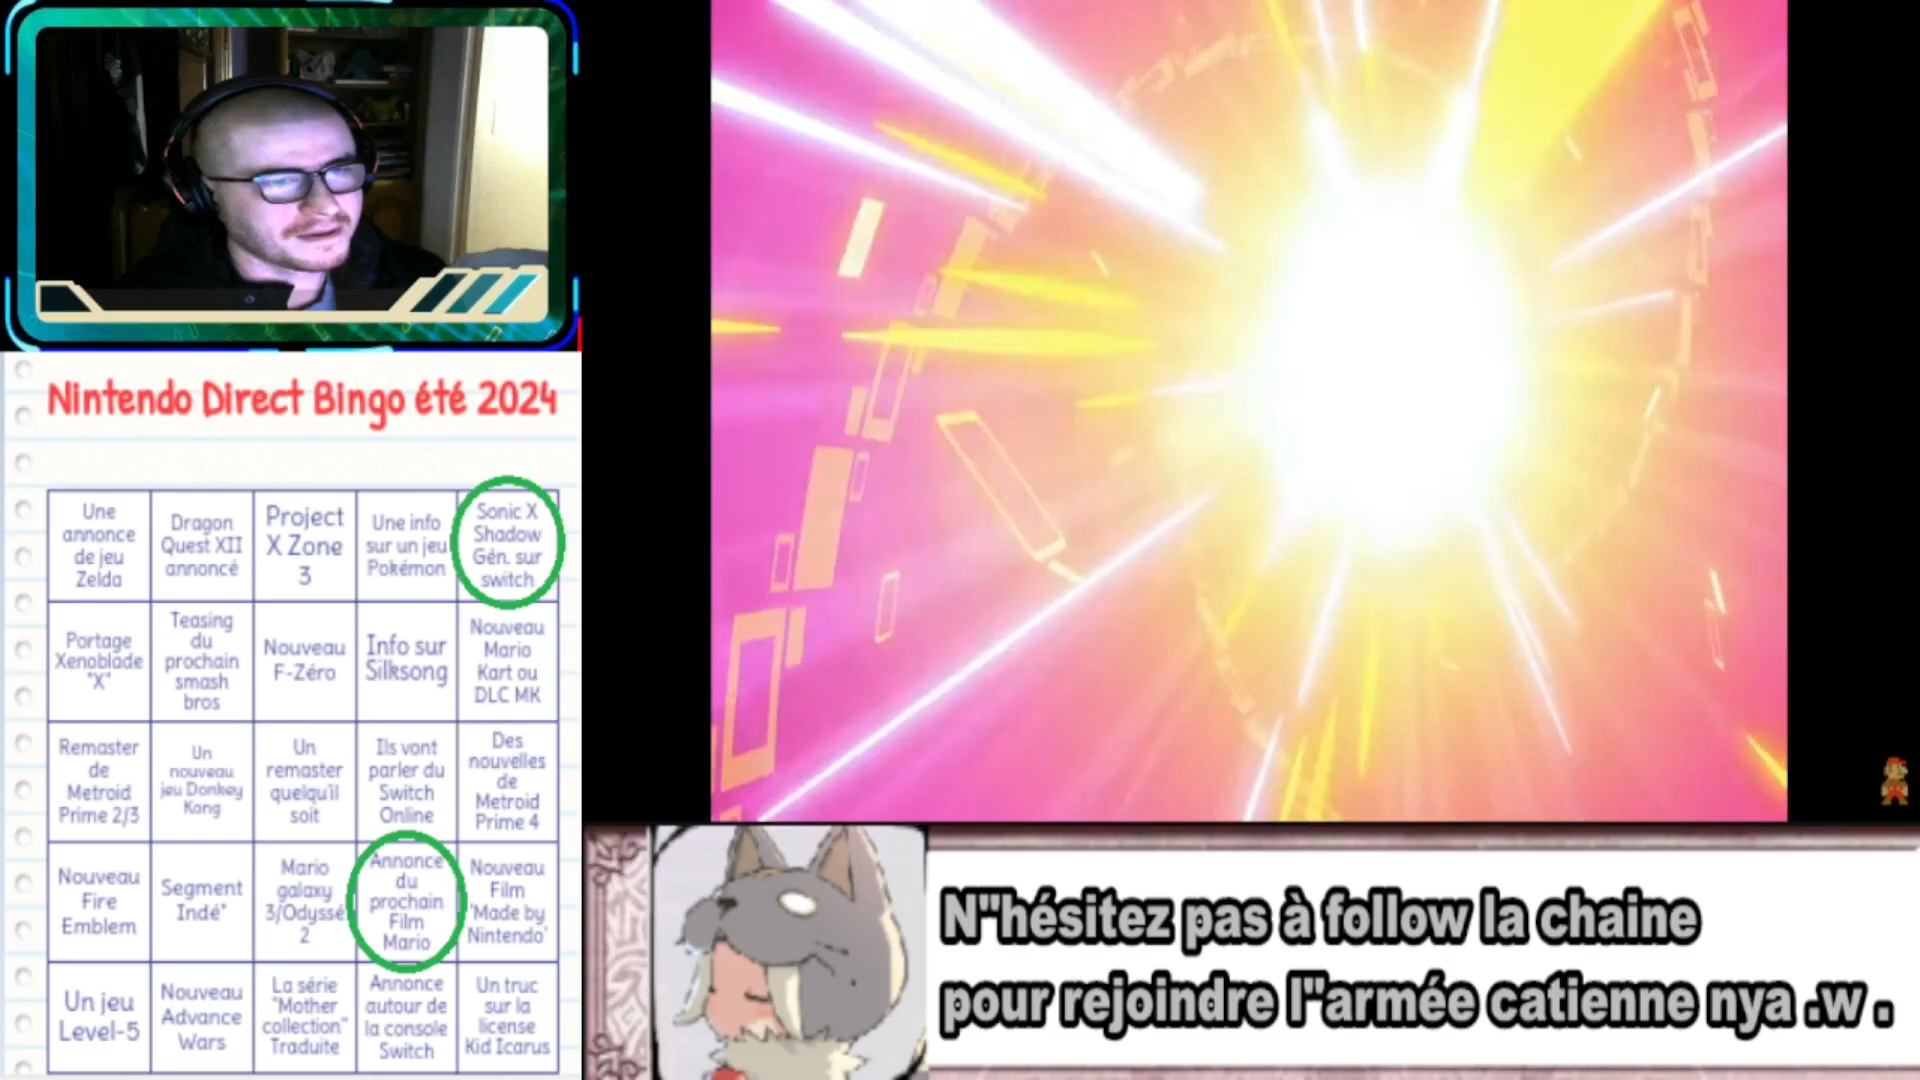 Nintendo Direct Bingo été 2024
Une
annonce
de jeu
Zelda
Dragon
Quest XII
annoncé
Project
X Zone
3
Une info
sur un jeu
Pokémon
Sonic X
Shadow
Gén. sur
switch
Portage
Xenoblade
"X"
Teasing
du
prochain
smash
bros
Nouveau
F-Zéro
Info sur
Silksong
Nouveau
Mario
Kart ou
DLC MK
Remaster
de
Metroid
Prime 2/3
Un
nouveau
jeu Donkey
Kong
Un
remaster
quelqu'il
soit
Ils vont
parler du
Switch
Online
Des
nouvelles
de
Metroid
Prime 4
Nouveau
Fire
Emblem
Segment
Indé"
Mario
galaxy
3/Odyssé
2
Annonce
du
prochain
Film
Mario
Nouveau
Film
'Made by
Nintendo'
Un jeu
Level-5
Nouveau
Advance
Wars
La série
"Mother
collection"
Traduite
Annonce
autour de
la console
Switch
Un truc
sur la
license
Kid Icarus
N"hésitez pas à follow la chaine
pour rejoindre l"armée catienne nya .w .